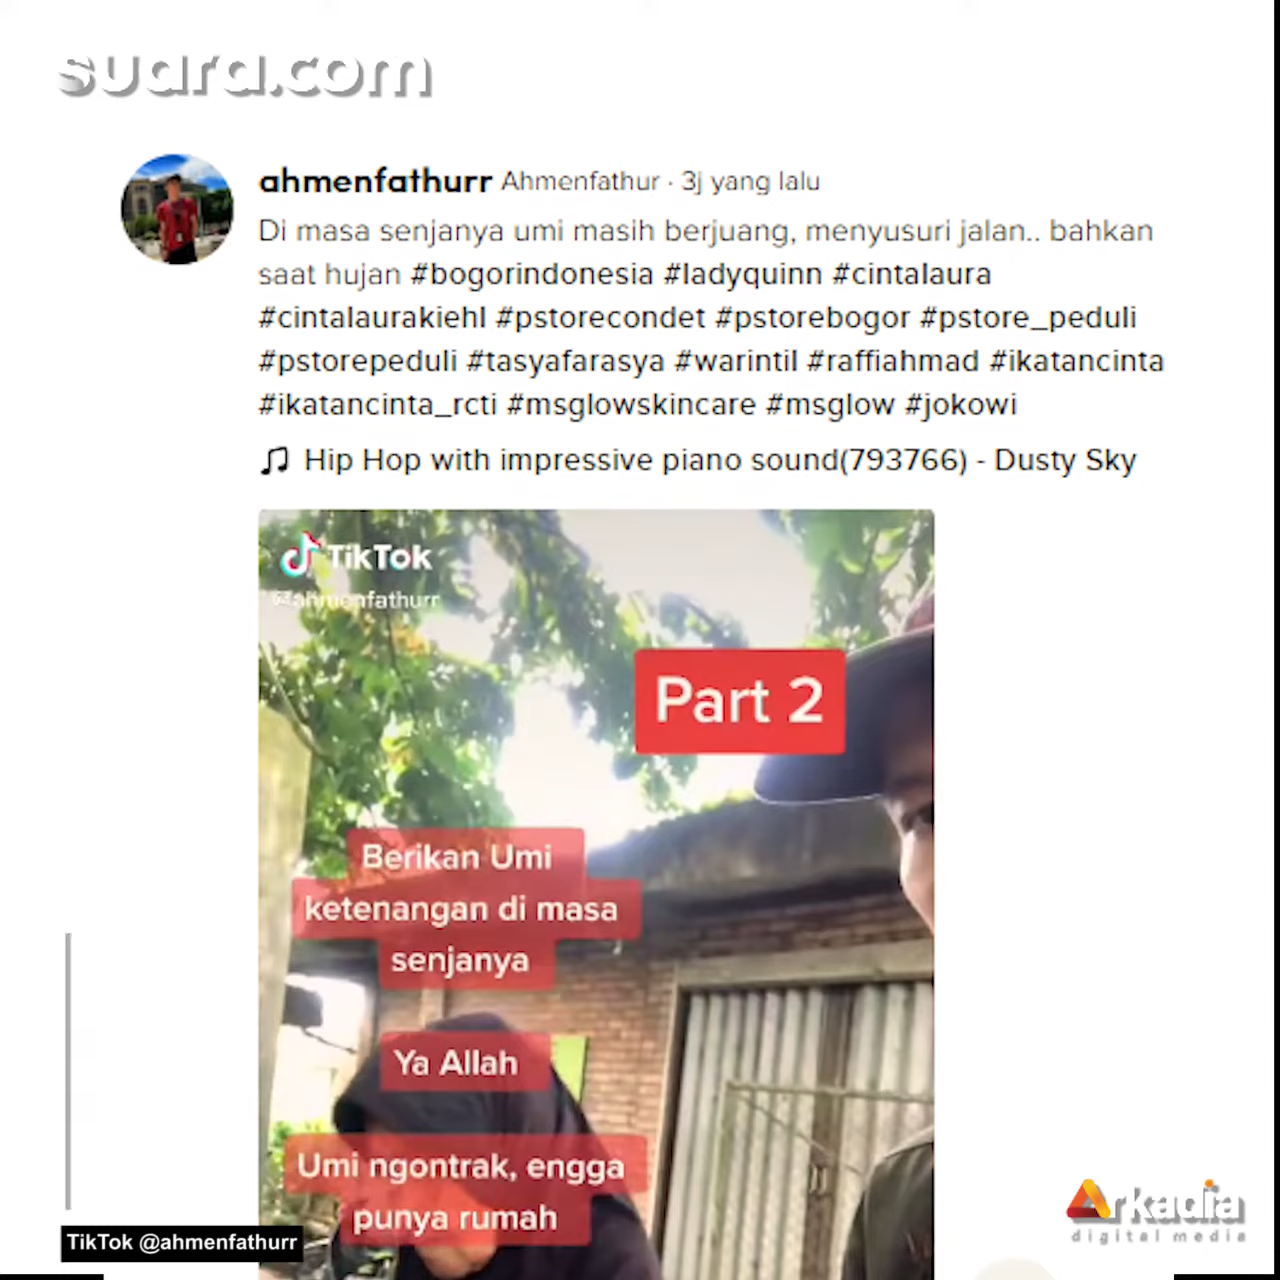 suara.com
ahmenfathurr Ahmenfathur · 3j yang lalu
Di masa senjanya umi masih berjuang, menyusuri jalan.. bahkan
saat hujan #bogorindonesia #ladyquinn #cintalaura
#cintalaurakiehl #pstorecondet #pstorebogor #pstore_peduli
#pstorepeduli #tasyafarasya #warintil #raffiahmad #ikatancinta
#ikatancinta_rcti #msglowskincare #msglow #jokowi
Hip Hop with impressive piano sound(793766) - Dusty Sky
TikTok
@ahmenfathurr
Part 2
Berikan Umi
ketenangan di masa
senjanya
Ya Allah
Umi ngontrak, engga
punya rumah
TikTok @ahmenfathurr
Arkadia
digital media